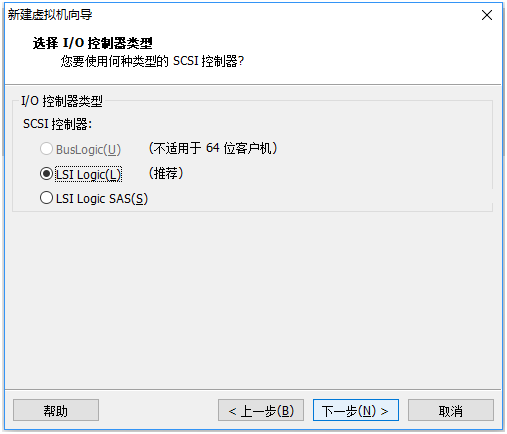 新建虚拟机向导
选择 I/O 控制器类型
您要使用何种类型的 SCSI 控制器?
I/O 控制器类型
SCSI 控制器:
BusLogic(U) (不适用于 64 位客户机)
LSI Logic(L) (推荐)
LSI Logic SAS(S)
帮助 < 上一步(B) 下一步(N) > 取消